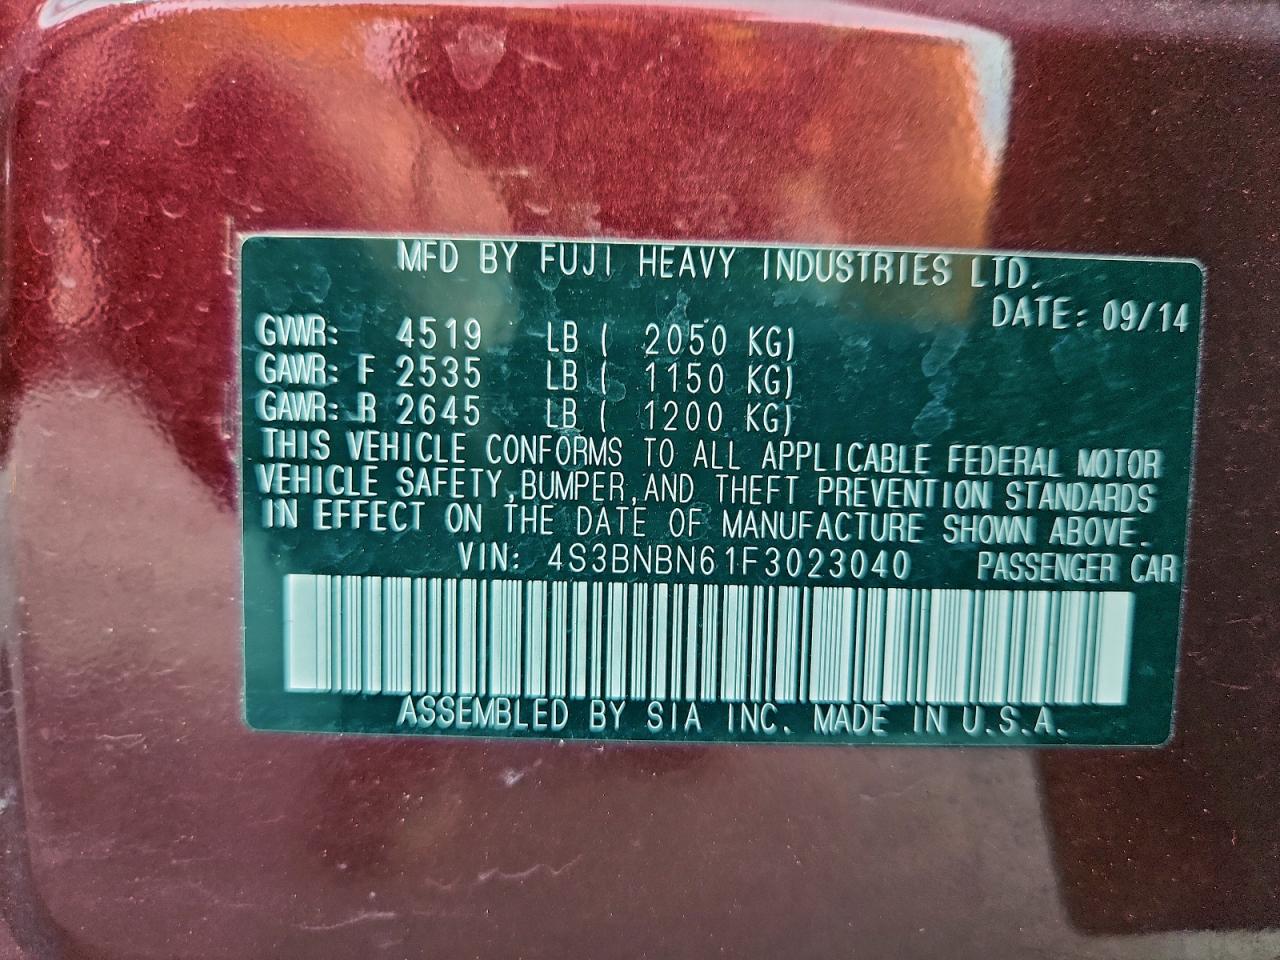 MFD BY FUJI HEAVY INDUSTRIES LTD.
DATE: 09/14
GVWR: 4519 LB ( 2050 KG)
GAWR: F 2535 LB ( 1150 KG)
GAWR: R 2645 LB ( 1200 KG)
THIS VEHICLE CONFORMS TO ALL APPLICABLE FEDERAL MOTOR
VEHICLE SAFETY, BUMPER, AND THEFT PREVENTION STANDARDS
IN EFFECT ON THE DATE OF MANUFACTURE SHOWN ABOVE.
VIN: 4S3BNBN61F3023040 PASSENGER CAR
ASSEMBLED BY SIA INC. MADE IN U.S.A.